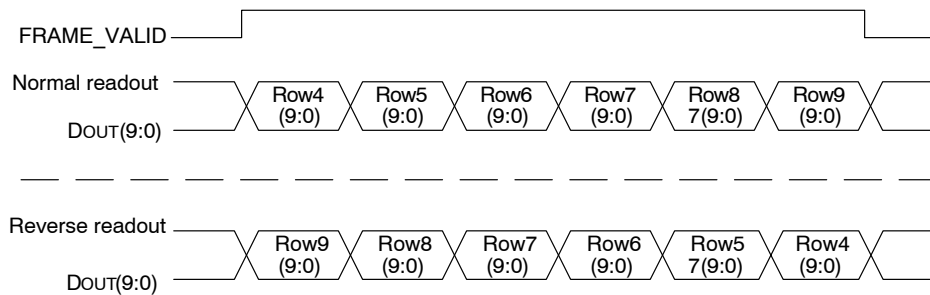 FRAME_VALID
Normal readout
Row4 Row5 Row6 Row7 Row8 Row9
(9:0) (9:0) (9:0) (9:0) 7(9:0) (9:0)
DOUT(9:0)
Reverse readout
Row9 Row8 Row7 Row6 Row5 Row4
(9:0) (9:0) (9:0) (9:0) 7(9:0) (9:0)
DOUT(9:0)